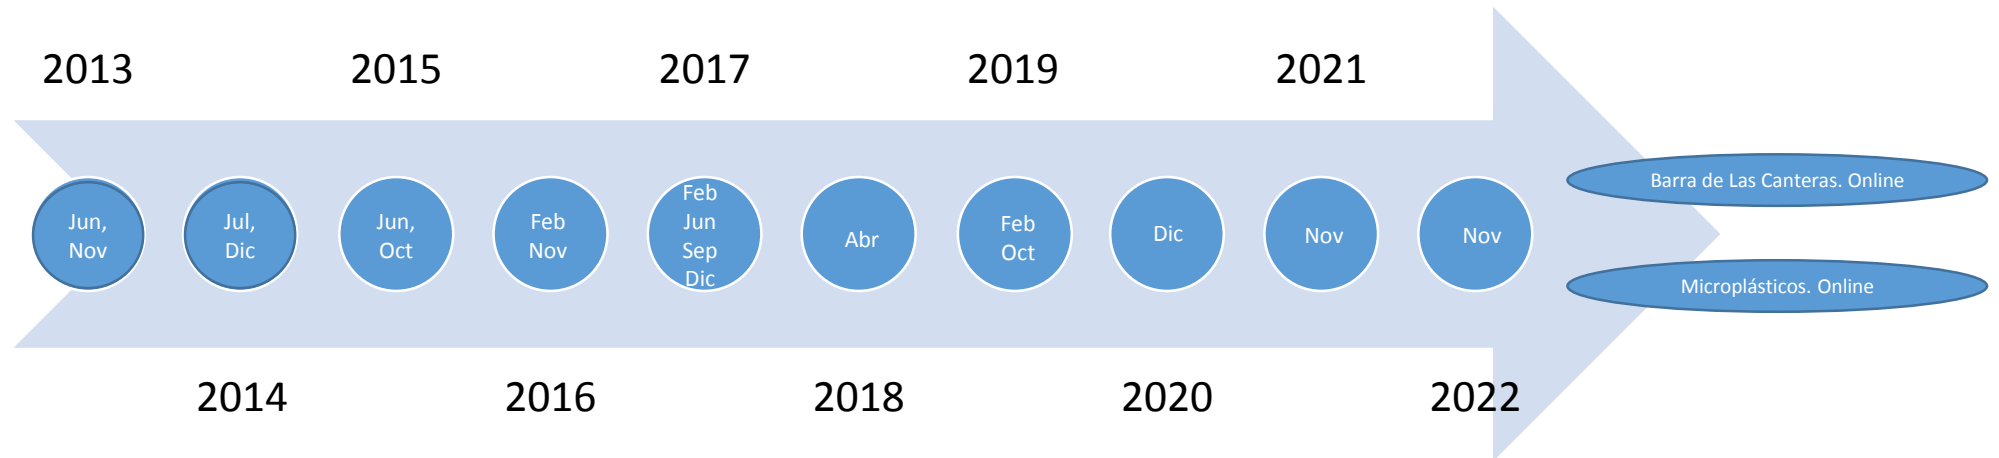 2013
2015
2017
2019
2021
Jun,
Nov
Jul,
Dic
Jun,
Oct
Feb
Nov
Feb
Jun
Sep
Dic
Abr
Feb
Oct
Dic
Nov
Nov
Barra de Las Canteras. Online
Microplásticos. Online
2014
2016
2018
2020
2022